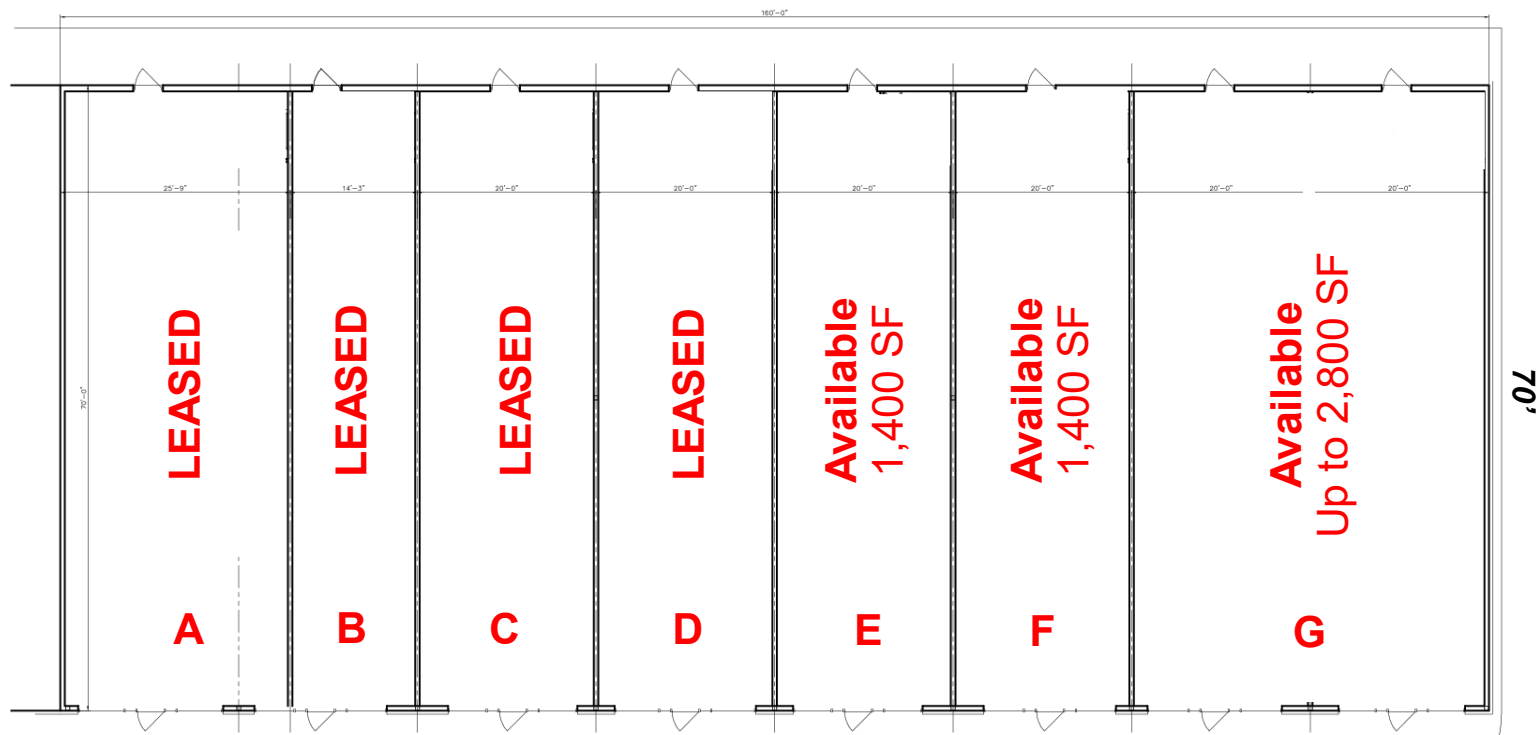 160'-0"
25'-9"
14'-3"
20'-0"
20'-0"
20'-0"
20'-0"
20'-0"
20'-0"
70'-0"
LEASED
LEASED
LEASED
LEASED
Available
1,400 SF
Available
1,400 SF
Available
Up to 2,800 SF
70'
A
B
C
D
E
F
G